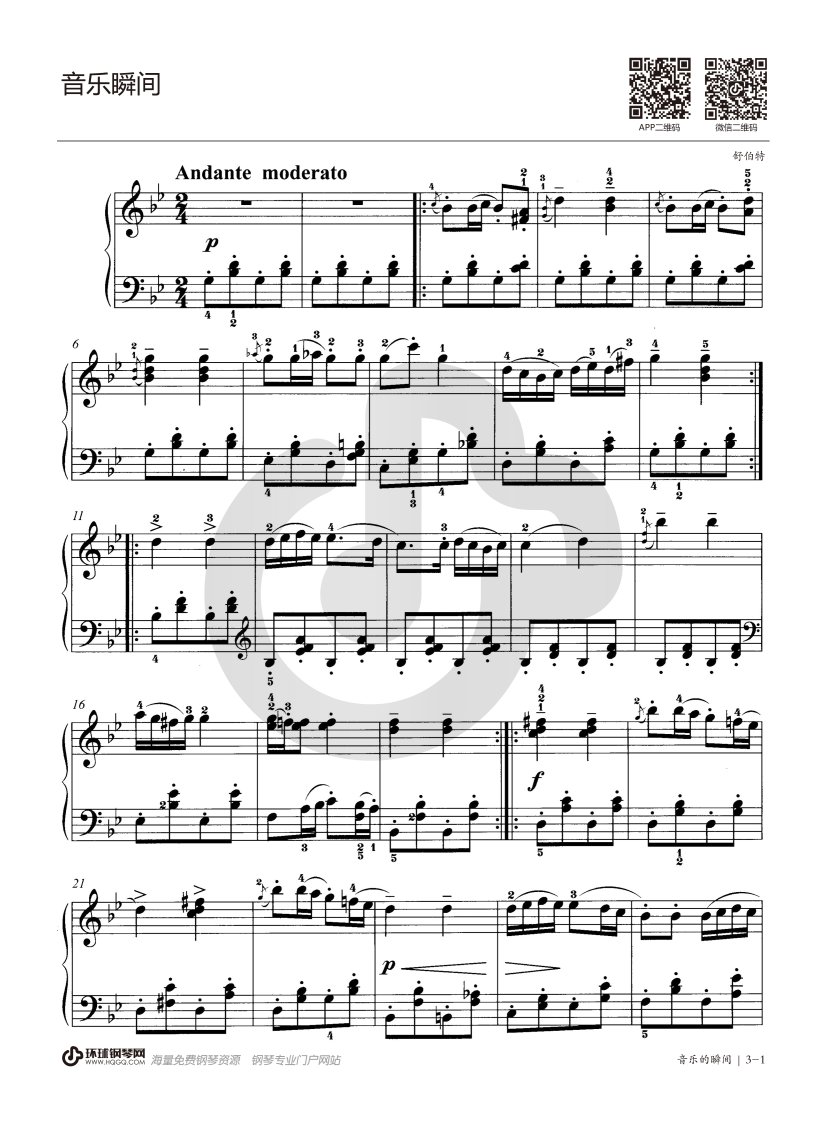 音乐瞬间
APP二维码
微信二维码
舒伯特
Andante moderato
p
6
11
16
f
21
p
环球钢琴网
WWW.HQGQ.COM
海量免费钢琴资源 钢琴专业门户网站
音乐的瞬间 | 3-1